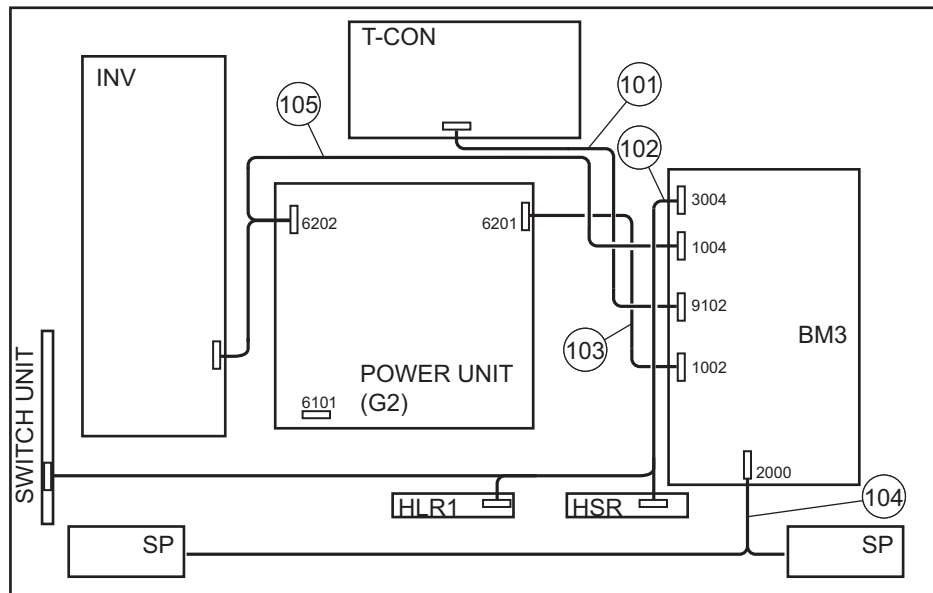 T-CON
INV
101
105
102
3004
6202
6201
1004
9102
BM3
103
1002
POWER UNIT
(G2)
6101
SWITCH UNIT
2000
HLR1
HSR
104
SP
SP